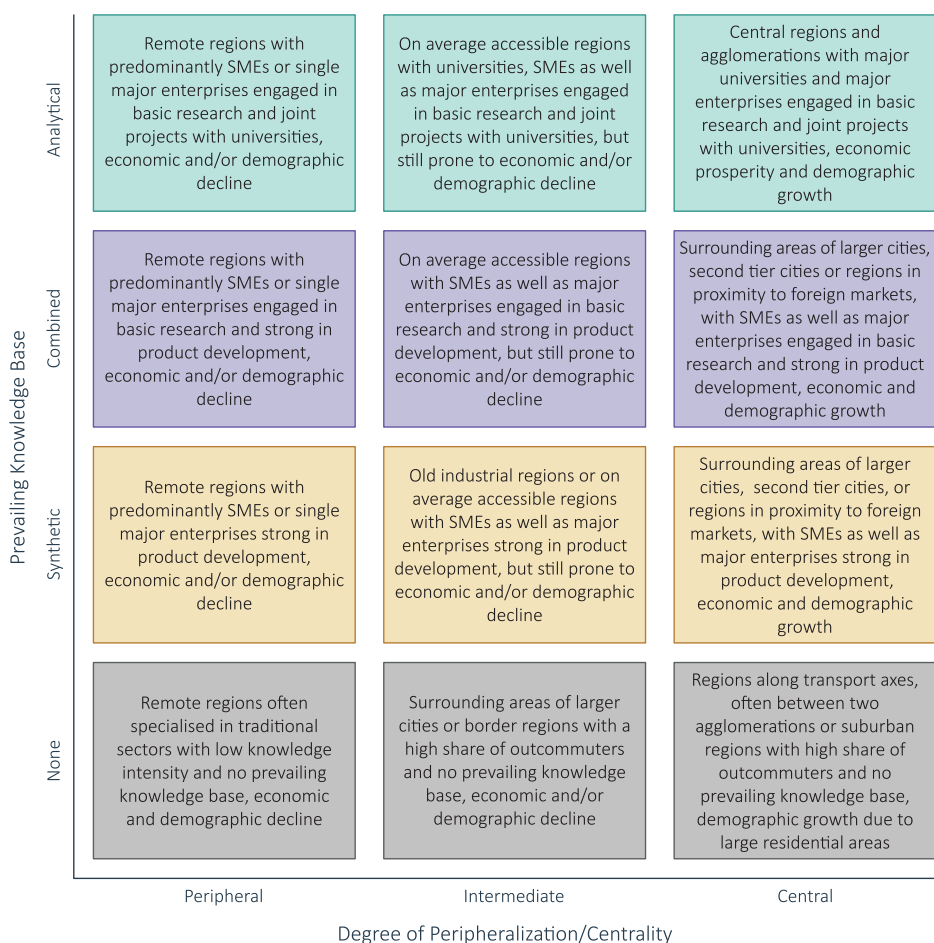 Prevailing Knowledge Base
Analytical
Remote regions with
predominantly SMEs or single
major enterprises engaged in
basic research and joint
projects with universities,
economic and/or demographic
decline
On average accessible regions
with universities, SMEs as well
as major enterprises engaged
in basic research and joint
projects with universities, but
still prone to economic and/or
demographic decline
Central regions and
agglomerations with major
universities and major
enterprises engaged in basic
research and joint projects
with universities, economic
prosperity and demographic
growth
Combined
Remote regions with
predominantly SMEs or single
major enterprises engaged in
basic research and strong in
product development,
economic and/or demographic
decline
On average accessible regions
with SMEs as well as major
enterprises engaged in basic
research and strong in product
development, but still prone to
economic and/or demographic
decline
Surrounding areas of larger cities,
second tier cities or regions in
proximity to foreign markets,
with SMEs as well as major
enterprises engaged in basic
research and strong in product
development, economic and
demographic growth
Synthetic
Remote regions with
predominantly SMEs or single
major enterprises strong in
product development,
economic and/or demographic
decline
Old industrial regions or on
average accessible regions
with SMEs as well as major
enterprises strong in product
development, but still prone to
economic and/or demographic
decline
Surrounding areas of larger
cities, second tier cities, or
regions in proximity to foreign
markets, with SMEs as well as
major enterprises strong in
product development,
economic and demographic
growth
None
Remote regions often
specialised in traditional
sectors with low knowledge
intensity and no prevailing
knowledge base, economic
and demographic decline
Surrounding areas of larger
cities or border regions with a
high share of outcommuters
and no prevailing knowledge
base, economic and/or
demographic decline
Regions along transport axes,
often between two
agglomerations or suburban
regions with high share of
outcommuters and no
prevailing knowledge base,
demographic growth due to
large residential areas
Peripheral
Intermediate
Central
Degree of Peripheralization/Centrality